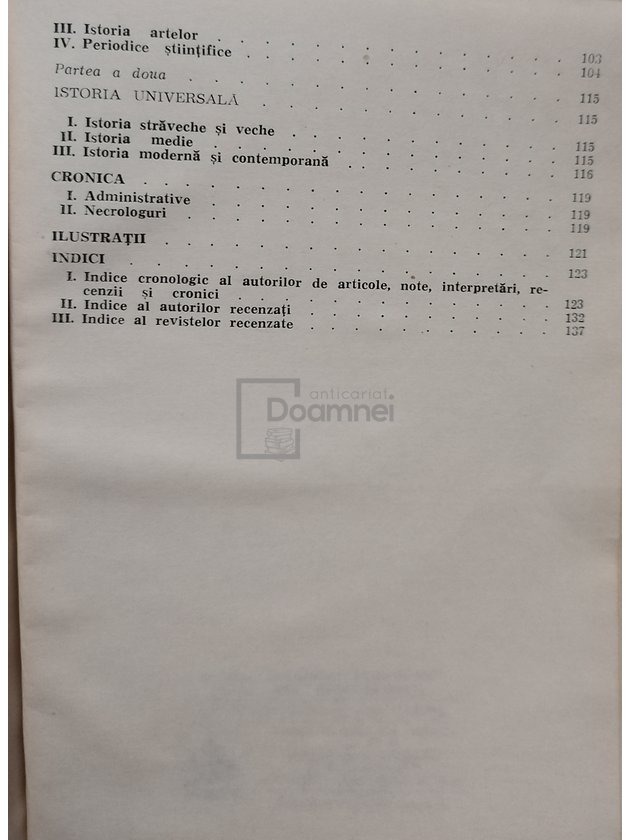 III. Istoria artelor . . . . . . . . . . . . 103
IV. Periodice științifice . . . . . . . . . . . 104
Partea a doua . . . . . . . . . . . . . 115
ISTORIA UNIVERSALĂ . . . . . . . . . . . 115
I. Istoria străveche și veche . . . . . . . . . 115
II. Istoria medie . . . . . . . . . . . . 115
III. Istoria modernă și contemporană . . . . . . . 116
CRONICA . . . . . . . . . . . . . . 119
I. Administrative . . . . . . . . . . . . 119
II. Necrologuri . . . . . . . . . . . . 119
ILUSTRAȚII . . . . . . . . . . . . . 121
INDICI . . . . . . . . . . . . . . 123
I. Indice cronologic al autorilor de articole, note, interpretări, re-
cenzii și cronici . . . . . . . . . . . 123
II. Indice al autorilor recenzați . . . . . . . . 132
III. Indice al revistelor recenzate . . . . . . . . 137
anticariat
Doamnei